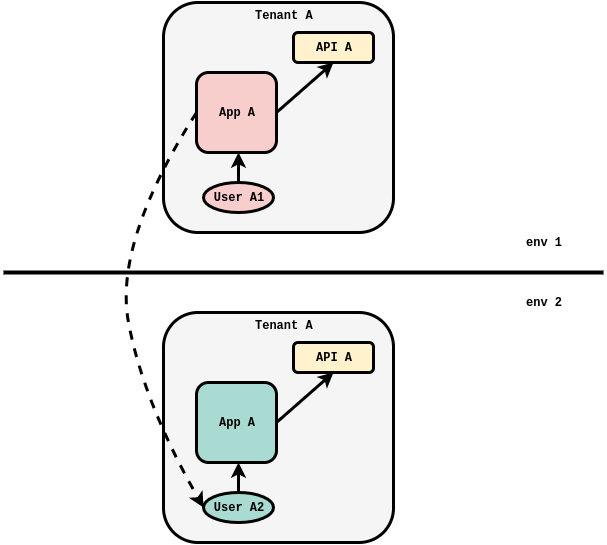 Tenant A
API A
App A
User A1
env 1
env 2
Tenant A
API A
App A
User A2